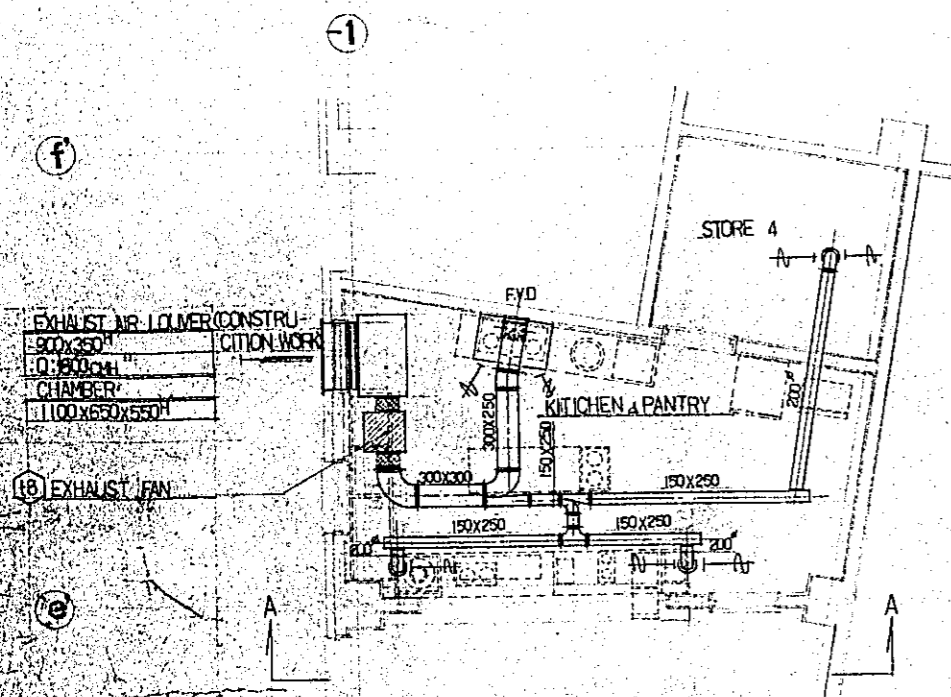 1
f'
STORE 4
F.V.D
EXHAUST AIR LOUVER (CONSTRU-
CITION WORK
900x350H
Q:1800CMH
CHAMBER
1100x650x550H
KITICHEN & PANTRY
200ø
300X250
150X250
18 EXHAUST FAN
300X300
150X250
150X250
150X250
200ø
200ø
e'
A
A